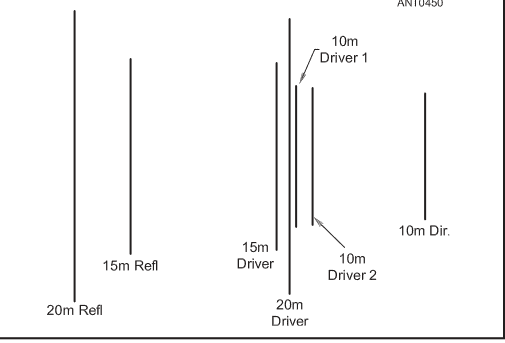 ANT0450
10m
Driver 1
10m Dir.
15m
Driver
10m
Driver 2
15m Refl
20m Refl
20m
Driver